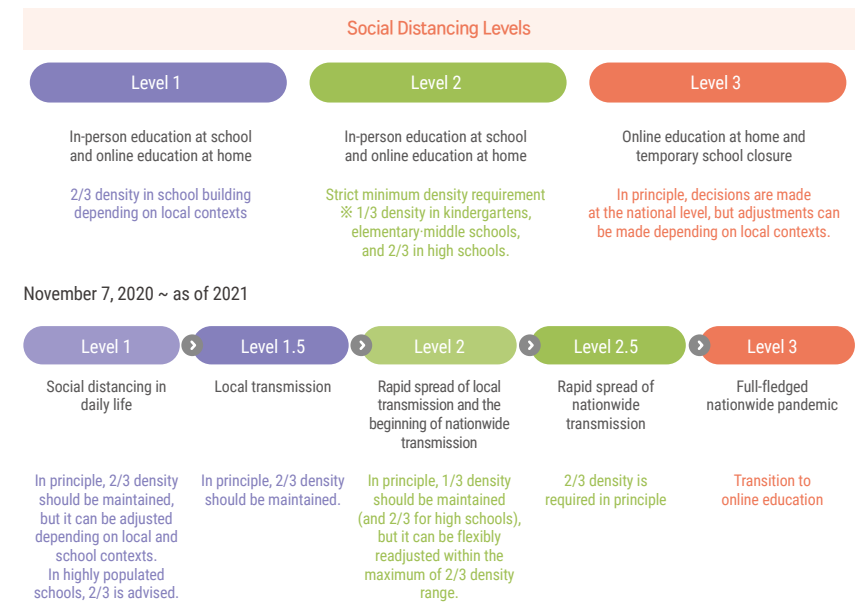 Social Distancing Levels
Level 1
In-person education at school
and online education at home
2/3 density in school building
depending on local contexts
Level 2
In-person education at school
and online education at home
Strict minimum density requirement
※ 1/3 density in kindergartens,
elementary·middle schools,
and 2/3 in high schools.
Level 3
Online education at home and
temporary school closure
In principle, decisions are made
at the national level, but adjustments can
be made depending on local contexts.
November 7, 2020 ~ as of 2021
Level 1
Social distancing in
daily life
In principle, 2/3 density
should be maintained,
but it can be adjusted
depending on local and
school contexts.
In highly populated
schools, 2/3 is advised.
Level 1.5
Local transmission
In principle, 2/3 density
should be maintained.
Level 2
Rapid spread of local
transmission and the
beginning of nationwide
transmission
In principle, 1/3 density
should be maintained
(and 2/3 for high schools),
but it can be flexibly
readjusted within the
maximum of 2/3 density
range.
Level 2.5
Rapid spread of
nationwide
transmission
2/3 density is
required in principle
Level 3
Full-fledged
nationwide pandemic
Transition to
online education